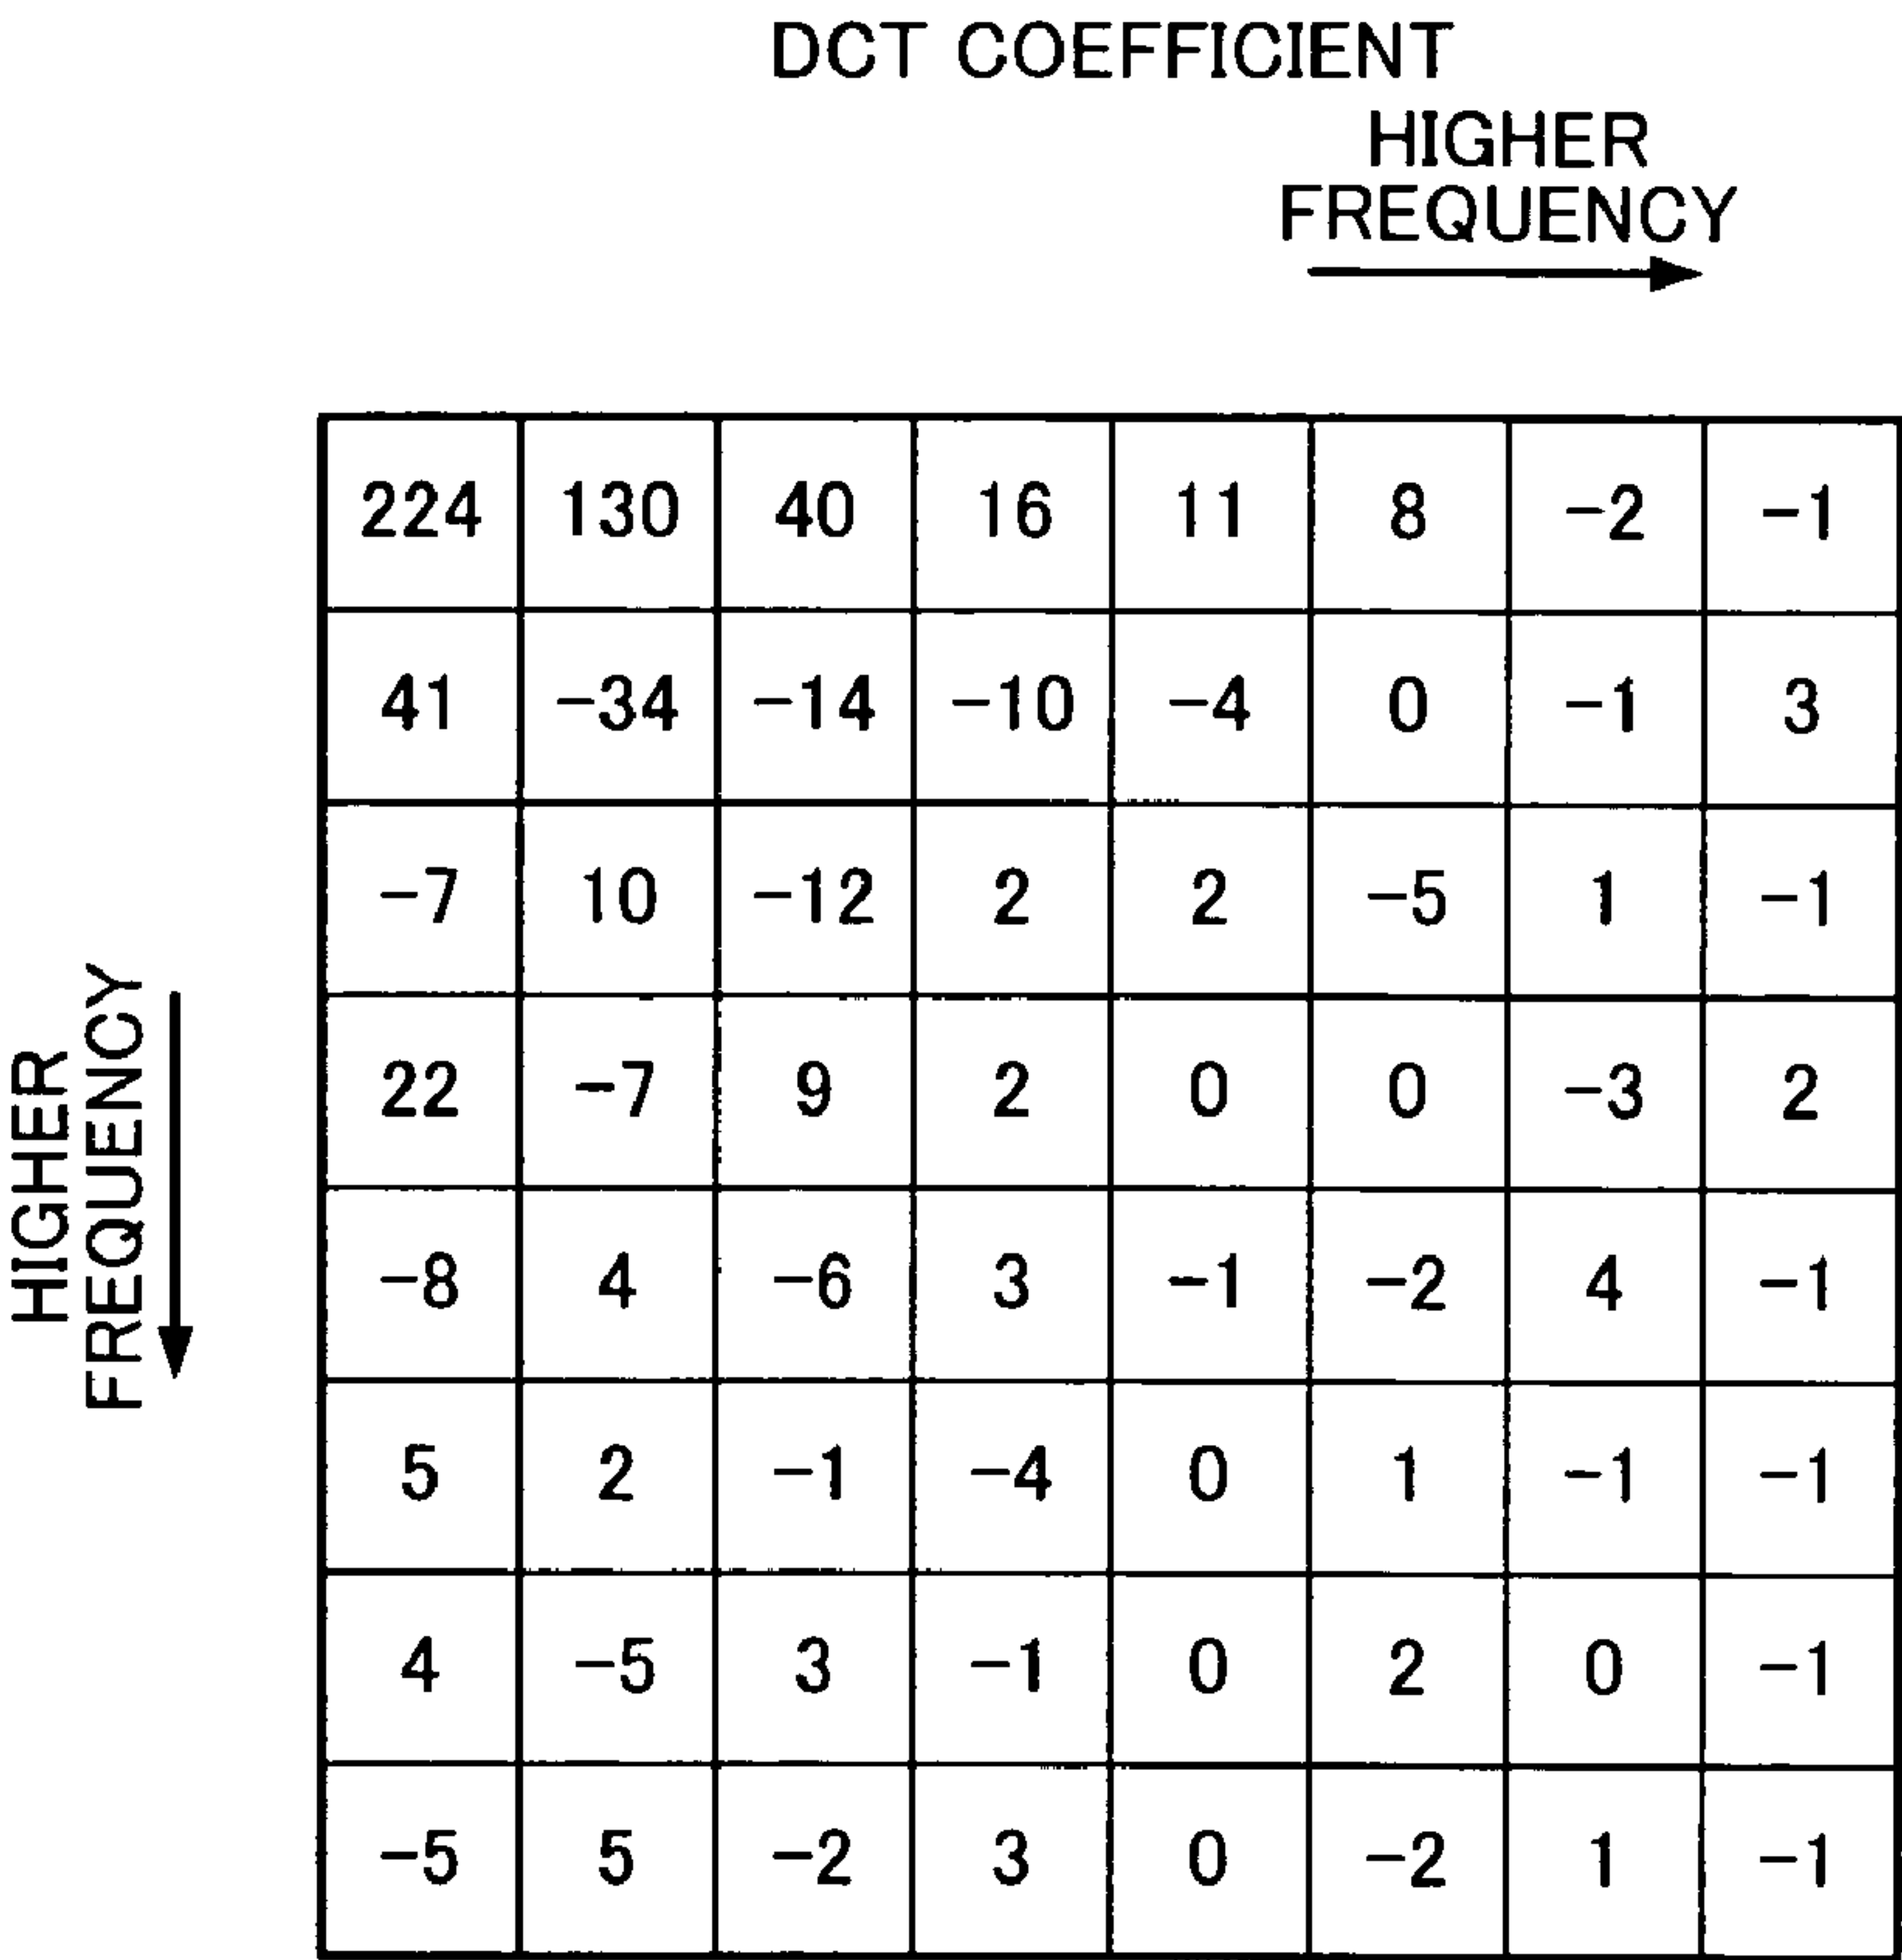 DCT COEFFICIENT
HIGHER
FREQUENCY
224 130 40 16 11 8 -2 -1
41 -34 -14 -10 -4 0 -1 3
-7 10 -12 2 2 -5 1 -1
22 -7 9 2 0 0 -3 2
-8 4 -6 3 -1 -2 4 -1
5 2 -1 -4 0 1 -1 -1
4 -5 3 -1 0 2 0 -1
-5 5 -2 3 0 -2 1 -1
HIGHER
FREQUENCY